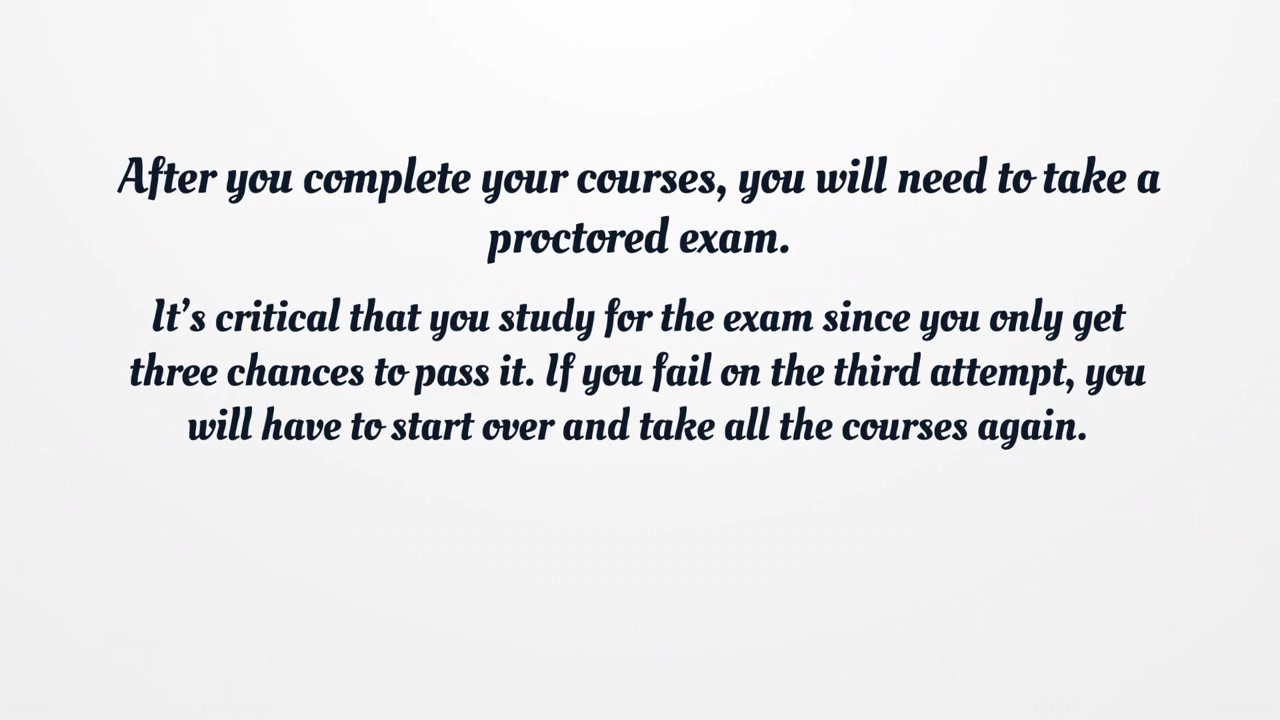 After you complete your courses, you will need to take a
proctored exam.
It’s critical that you study for the exam since you only get
three chances to pass it. If you fail on the third attempt, you
will have to start over and take all the courses again.